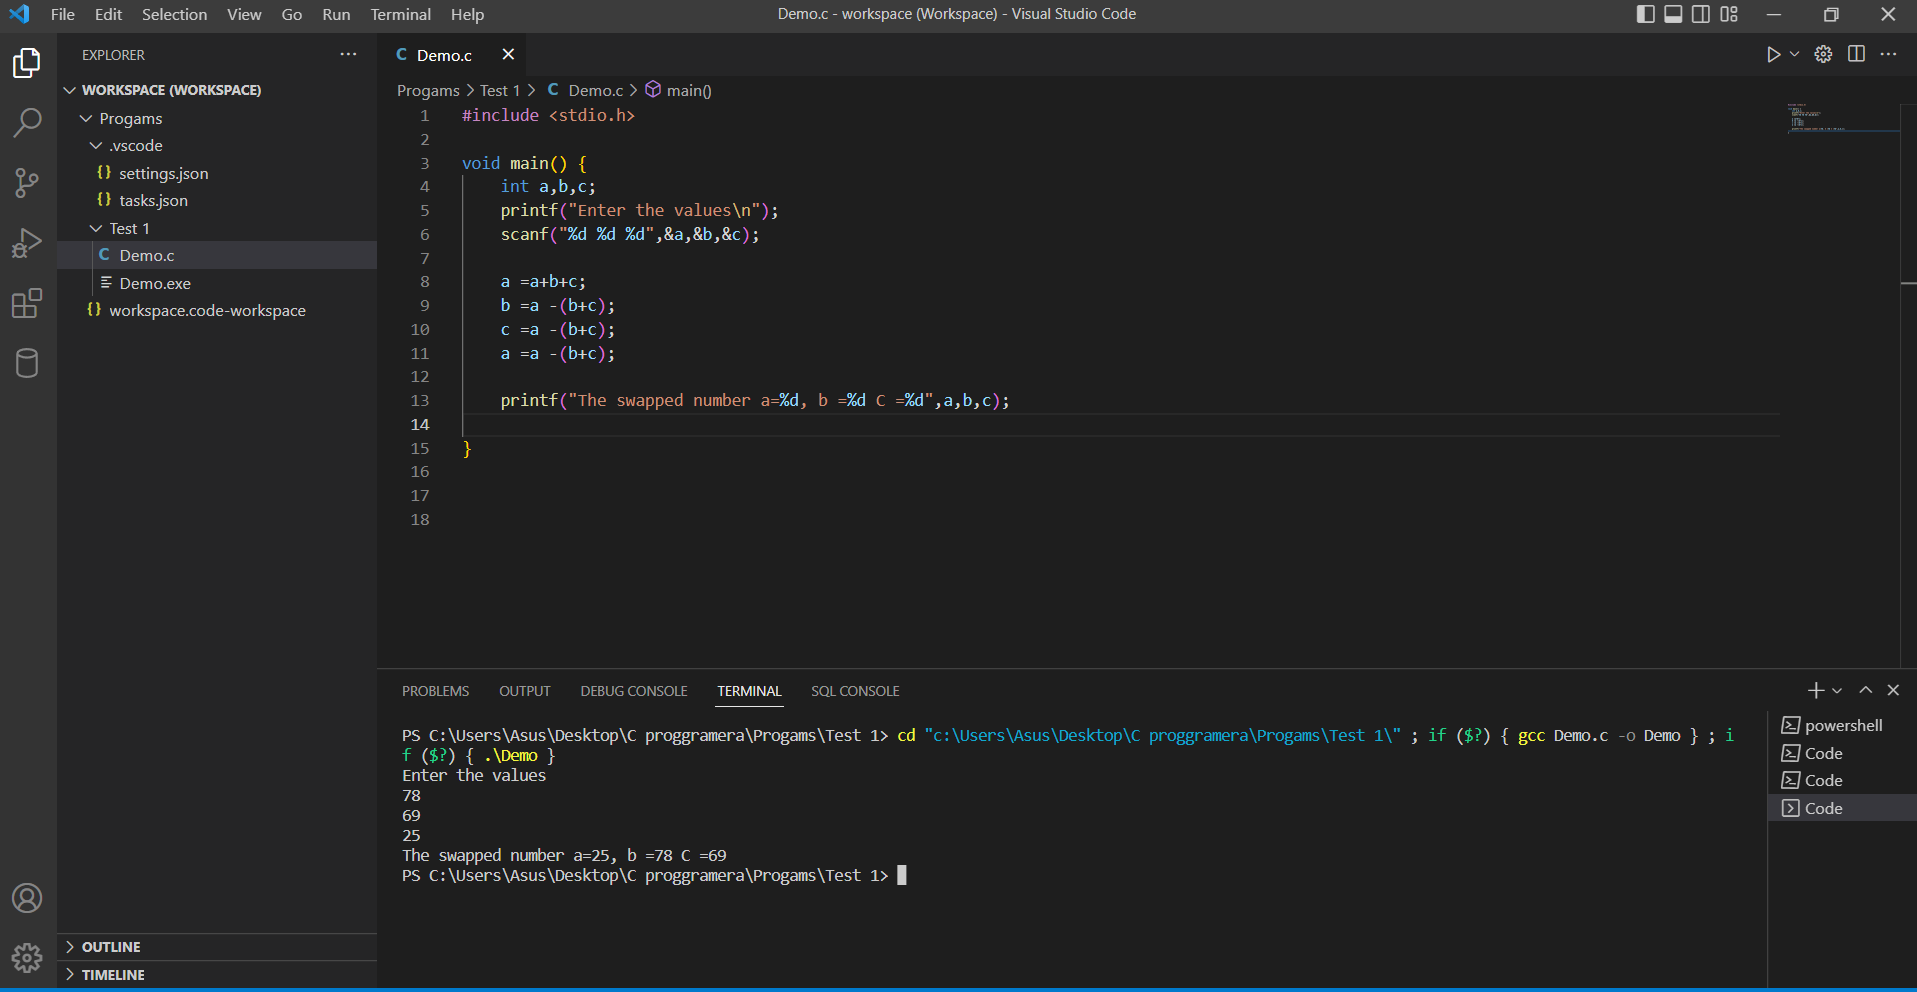 File Edit Selection View Go Run Terminal Help Demo.c - workspace (Workspace) - Visual Studio Code
EXPLORER
WORKSPACE (WORKSPACE)
Progams
.vscode
{} settings.json
{} tasks.json
Test 1
C Demo.c
Demo.exe
{} workspace.code-workspace
OUTLINE
TIMELINE
C Demo.c
Progams > Test 1 > C Demo.c > main()
1 #include <stdio.h>
2
3 void main() {
4 int a,b,c;
5 printf("Enter the values\n");
6 scanf("%d %d %d",&a,&b,&c);
7
8 a =a+b+c;
9 b =a -(b+c);
10 c =a -(b+c);
11 a =a -(b+c);
12
13 printf("The swapped number a=%d, b =%d C =%d",a,b,c);
14
15 }
16
17
18
PROBLEMS OUTPUT DEBUG CONSOLE TERMINAL SQL CONSOLE
PS C:\Users\Asus\Desktop\C proggramera\Progams\Test 1> cd "c:\Users\Asus\Desktop\C proggramera\Progams\Test 1\" ; if ($?) { gcc Demo.c -o Demo } ; i
f ($?) { .\Demo }
Enter the values
78
69
25
The swapped number a=25, b =78 C =69
PS C:\Users\Asus\Desktop\C proggramera\Progams\Test 1>
powershell
Code
Code
Code